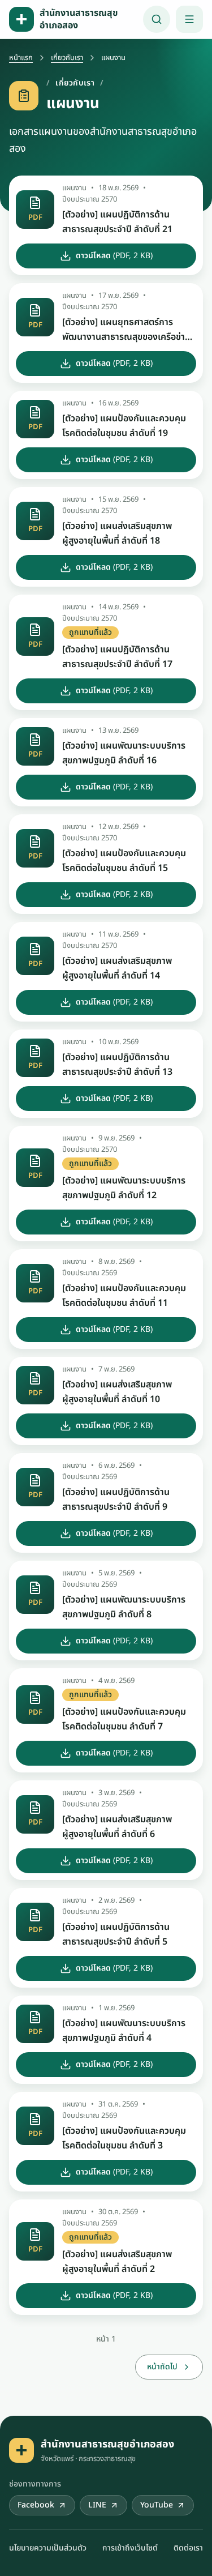 สำนักงานสาธารณสุข
อำเภอสอง
หน้าแรก > เกี่ยวกับเรา > แผนงาน
/ เกี่ยวกับเรา /
แผนงาน
เอกสารแผนงานของสำนักงานสาธารณสุขอำเภอ
สอง
แผนงาน • 18 พ.ย. 2569 •
ปีงบประมาณ 2570
PDF
[ตัวอย่าง] แผนปฏิบัติการด้าน
สาธารณสุขประจำปี ลำดับที่ 21
ดาวน์โหลด (PDF, 2 KB)
แผนงาน • 17 พ.ย. 2569 •
ปีงบประมาณ 2570
PDF
[ตัวอย่าง] แผนยุทธศาสตร์การ
พัฒนางานสาธารณสุขของเครือข่า...
ดาวน์โหลด (PDF, 2 KB)
แผนงาน • 16 พ.ย. 2569
PDF
[ตัวอย่าง] แผนป้องกันและควบคุม
โรคติดต่อในชุมชน ลำดับที่ 19
ดาวน์โหลด (PDF, 2 KB)
แผนงาน • 15 พ.ย. 2569 •
ปีงบประมาณ 2570
PDF
[ตัวอย่าง] แผนส่งเสริมสุขภาพ
ผู้สูงอายุในพื้นที่ ลำดับที่ 18
ดาวน์โหลด (PDF, 2 KB)
แผนงาน • 14 พ.ย. 2569 •
ปีงบประมาณ 2570
ถูกแทนที่แล้ว
PDF
[ตัวอย่าง] แผนปฏิบัติการด้าน
สาธารณสุขประจำปี ลำดับที่ 17
ดาวน์โหลด (PDF, 2 KB)
แผนงาน • 13 พ.ย. 2569
PDF
[ตัวอย่าง] แผนพัฒนาระบบบริการ
สุขภาพปฐมภูมิ ลำดับที่ 16
ดาวน์โหลด (PDF, 2 KB)
แผนงาน • 12 พ.ย. 2569 •
ปีงบประมาณ 2570
PDF
[ตัวอย่าง] แผนป้องกันและควบคุม
โรคติดต่อในชุมชน ลำดับที่ 15
ดาวน์โหลด (PDF, 2 KB)
แผนงาน • 11 พ.ย. 2569 •
ปีงบประมาณ 2570
PDF
[ตัวอย่าง] แผนส่งเสริมสุขภาพ
ผู้สูงอายุในพื้นที่ ลำดับที่ 14
ดาวน์โหลด (PDF, 2 KB)
แผนงาน • 10 พ.ย. 2569
PDF
[ตัวอย่าง] แผนปฏิบัติการด้าน
สาธารณสุขประจำปี ลำดับที่ 13
ดาวน์โหลด (PDF, 2 KB)
แผนงาน • 9 พ.ย. 2569 •
ปีงบประมาณ 2570
ถูกแทนที่แล้ว
PDF
[ตัวอย่าง] แผนพัฒนาระบบบริการ
สุขภาพปฐมภูมิ ลำดับที่ 12
ดาวน์โหลด (PDF, 2 KB)
แผนงาน • 8 พ.ย. 2569 •
ปีงบประมาณ 2569
PDF
[ตัวอย่าง] แผนป้องกันและควบคุม
โรคติดต่อในชุมชน ลำดับที่ 11
ดาวน์โหลด (PDF, 2 KB)
แผนงาน • 7 พ.ย. 2569
PDF
[ตัวอย่าง] แผนส่งเสริมสุขภาพ
ผู้สูงอายุในพื้นที่ ลำดับที่ 10
ดาวน์โหลด (PDF, 2 KB)
แผนงาน • 6 พ.ย. 2569 •
ปีงบประมาณ 2569
PDF
[ตัวอย่าง] แผนปฏิบัติการด้าน
สาธารณสุขประจำปี ลำดับที่ 9
ดาวน์โหลด (PDF, 2 KB)
แผนงาน • 5 พ.ย. 2569 •
ปีงบประมาณ 2569
PDF
[ตัวอย่าง] แผนพัฒนาระบบบริการ
สุขภาพปฐมภูมิ ลำดับที่ 8
ดาวน์โหลด (PDF, 2 KB)
แผนงาน • 4 พ.ย. 2569
ถูกแทนที่แล้ว
PDF
[ตัวอย่าง] แผนป้องกันและควบคุม
โรคติดต่อในชุมชน ลำดับที่ 7
ดาวน์โหลด (PDF, 2 KB)
แผนงาน • 3 พ.ย. 2569 •
ปีงบประมาณ 2569
PDF
[ตัวอย่าง] แผนส่งเสริมสุขภาพ
ผู้สูงอายุในพื้นที่ ลำดับที่ 6
ดาวน์โหลด (PDF, 2 KB)
แผนงาน • 2 พ.ย. 2569 •
ปีงบประมาณ 2569
PDF
[ตัวอย่าง] แผนปฏิบัติการด้าน
สาธารณสุขประจำปี ลำดับที่ 5
ดาวน์โหลด (PDF, 2 KB)
แผนงาน • 1 พ.ย. 2569
PDF
[ตัวอย่าง] แผนพัฒนาระบบบริการ
สุขภาพปฐมภูมิ ลำดับที่ 4
ดาวน์โหลด (PDF, 2 KB)
แผนงาน • 31 ต.ค. 2569 •
ปีงบประมาณ 2569
PDF
[ตัวอย่าง] แผนป้องกันและควบคุม
โรคติดต่อในชุมชน ลำดับที่ 3
ดาวน์โหลด (PDF, 2 KB)
แผนงาน • 30 ต.ค. 2569 •
ปีงบประมาณ 2569
ถูกแทนที่แล้ว
PDF
[ตัวอย่าง] แผนส่งเสริมสุขภาพ
ผู้สูงอายุในพื้นที่ ลำดับที่ 2
ดาวน์โหลด (PDF, 2 KB)
หน้า 1
หน้าถัดไป
สำนักงานสาธารณสุขอำเภอสอง
จังหวัดแพร่ · กระทรวงสาธารณสุข
ช่องทางทางการ
Facebook LINE YouTube
นโยบายความเป็นส่วนตัว การเข้าถึงเว็บไซต์ ติดต่อเรา